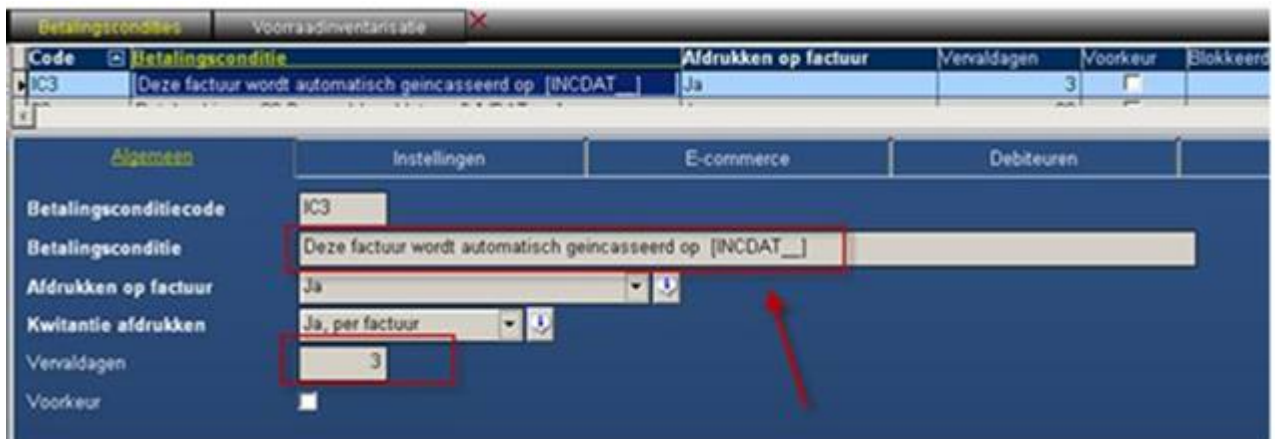 Betalingscondities Voorraadinventarisatie
Code Betalingsconditie Afdrukken op factuur Vervaldagen Voorkeur Blokkeerd
IC3 Deze factuur wordt automatisch geincasseerd op [INCDAT__] Ja 3
Algemeen Instellingen E-commerce Debiteuren
Betalingsconditiecode IC3
Betalingsconditie Deze factuur wordt automatisch geincasseerd op [INCDAT__]
Afdrukken op factuur Ja
Kwitantie afdrukken Ja, per factuur
Vervaldagen 3
Voorkeur